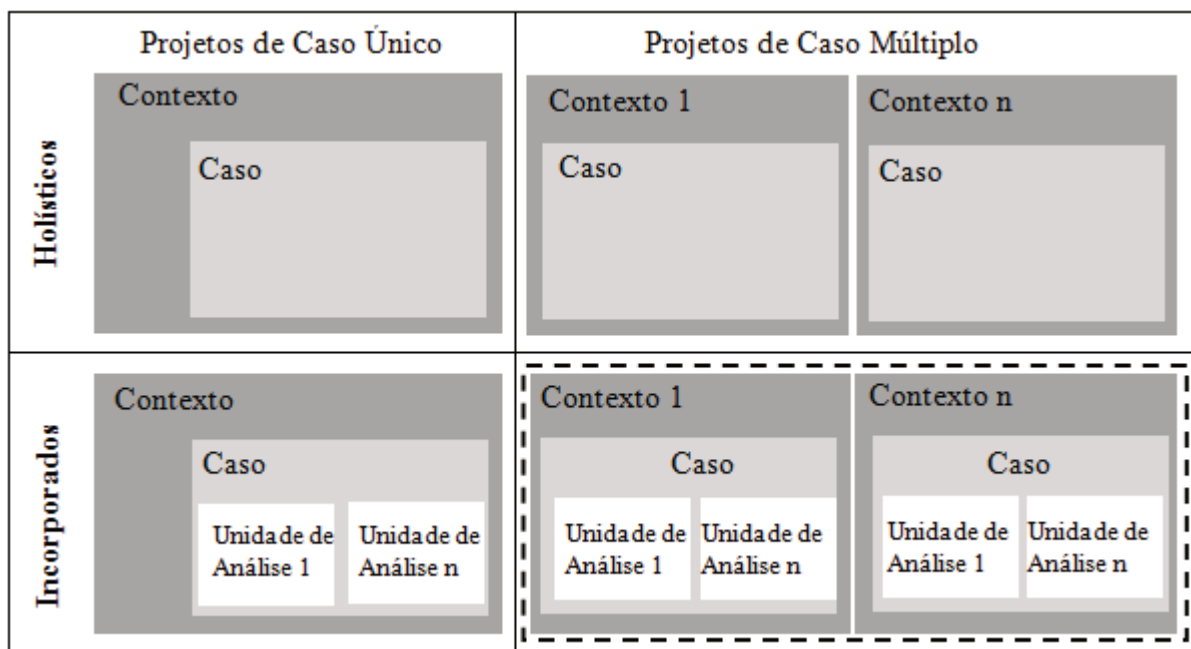 Projetos de Caso Único
Projetos de Caso Múltiplo
Holísticos
Contexto
Caso
Contexto 1
Caso
Contexto n
Caso
Incorporados
Contexto
Caso
Unidade de
Análise 1
Unidade de
Análise n
Contexto 1
Caso
Unidade de
Análise 1
Unidade de
Análise n
Contexto n
Caso
Unidade de
Análise 1
Unidade de
Análise n